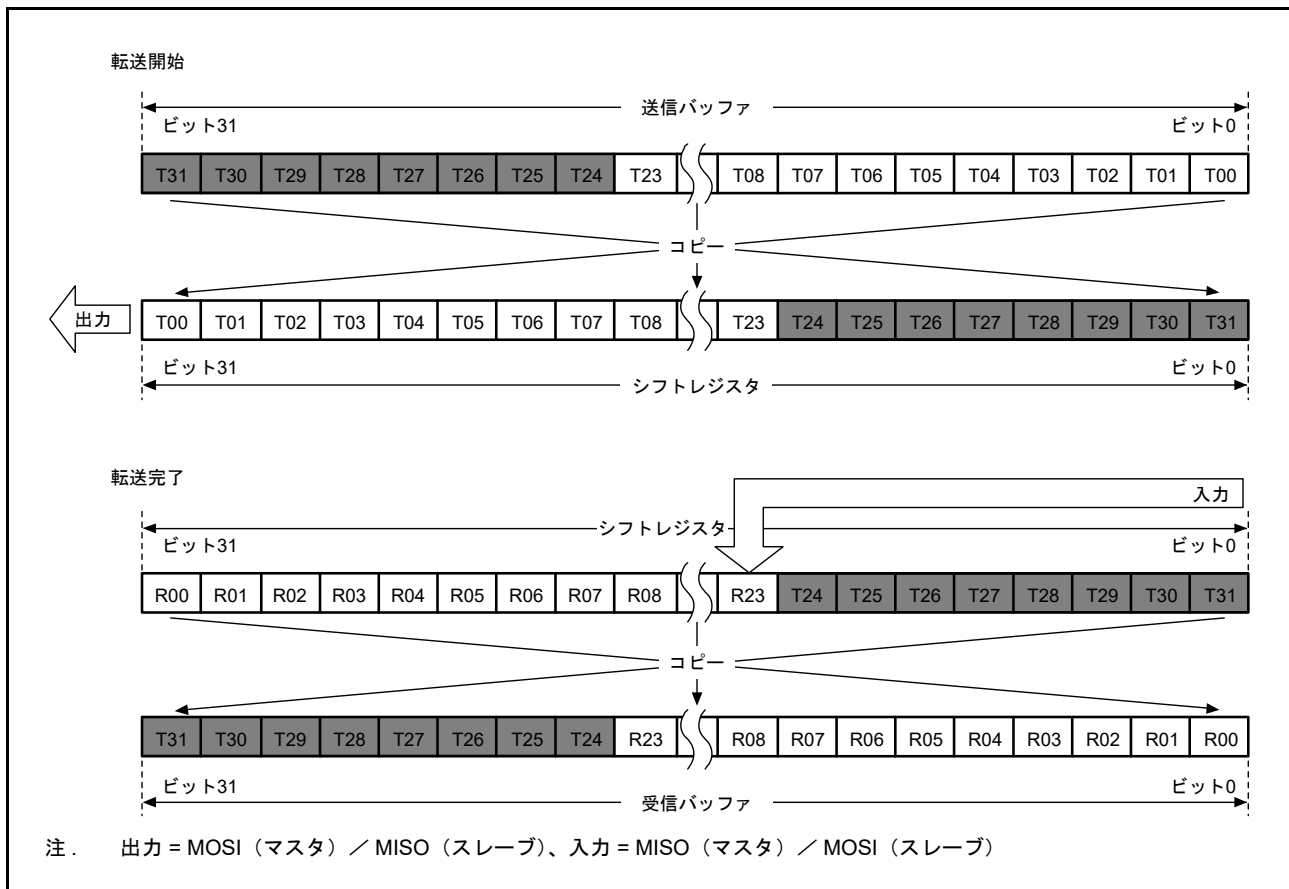 転送開始
送信バッファ
ビット31 ビット0
T31 T30 T29 T28 T27 T26 T25 T24 T23 T08 T07 T06 T05 T04 T03 T02 T01 T00
コピー
出力 T00 T01 T02 T03 T04 T05 T06 T07 T08 T23 T24 T25 T26 T27 T28 T29 T30 T31
ビット31 ビット0
シフトレジスタ
転送完了
入力
シフトレジスタ
ビット31 ビット0
R00 R01 R02 R03 R04 R05 R06 R07 R08 R23 T24 T25 T26 T27 T28 T29 T30 T31
コピー
T31 T30 T29 T28 T27 T26 T25 T24 R23 R08 R07 R06 R05 R04 R03 R02 R01 R00
ビット31 ビット0
受信バッファ
注. 出力 = MOSI（マスタ）／ MISO（スレーブ）、入力 = MISO（マスタ）／ MOSI（スレーブ）